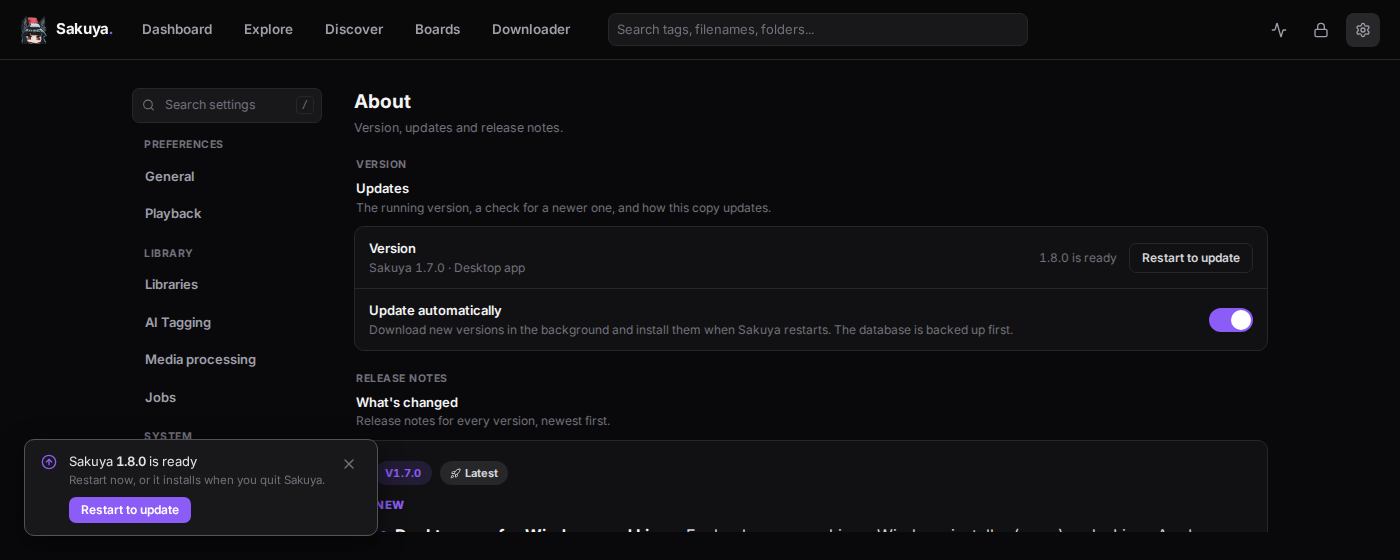 Sakuya.
Dashboard
Explore
Discover
Boards
Downloader
Search tags, filenames, folders...
Search settings
/
PREFERENCES
General
Playback
LIBRARY
Libraries
AI Tagging
Media processing
Jobs
SYSTEM
About
Version, updates and release notes.
VERSION
Updates
The running version, a check for a newer one, and how this copy updates.
Version
Sakuya 1.7.0 · Desktop app
1.8.0 is ready
Restart to update
Update automatically
Download new versions in the background and install them when Sakuya restarts. The database is backed up first.
RELEASE NOTES
What's changed
Release notes for every version, newest first.
V1.7.0
Latest
NEW
Sakuya 1.8.0 is ready
Restart now, or it installs when you quit Sakuya.
Restart to update